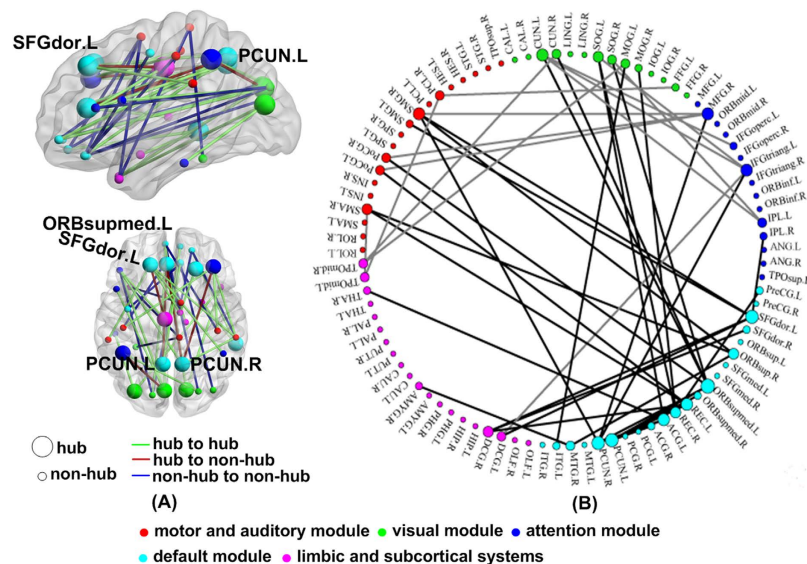 SFGdor.L
PCUN.L
ORBsupmed.L
SFGdor.L
PCUN.L
PCUN.R
hub
non-hub
hub to hub
hub to non-hub
non-hub to non-hub
(A)
CAL.L
CAL.R
CUN.L
CUN.R
LING.L
LING.R
SOG.L
SOG.R
MOG.L
MOG.R
IOG.L
IOG.R
FFG.L
FFG.R
MFG.L
MFG.R
ORBmid.L
ORBmid.R
IFGoperc.L
IFGoperc.R
IFGtriang.L
IFGtriang.R
ORBinf.L
ORBinf.R
IPL.L
IPL.R
ANG.L
ANG.R
TPOsup.L
PreCG.L
PreCG.R
SFGdor.L
SFGdor.R
ORBsup.L
ORBsup.R
SFGmed.L
SFGmed.R
ORBsupmed.L
ORBsupmed.R
REC.L
REC.R
ACG.L
ACG.R
PCG.L
PCG.R
PCUN.L
PCUN.R
MTG.L
MTG.R
ITG.L
ITG.R
OLF.L
OLF.R
DCG.L
DCG.R
HIP.L
HIP.R
PHG.L
PHG.R
AMYG.L
AMYG.R
CAU.L
CAU.R
PUT.L
PUT.R
PAL.L
PAL.R
THA.L
THA.R
TPOmid.L
TPOmid.R
ROL.L
ROL.R
SMA.L
SMA.R
INS.L
INS.R
PoCG.L
PoCG.R
SPG.L
SPG.R
SMG.L
SMG.R
PCL.L
PCL.R
HES.L
HES.R
STG.L
STG.R
TPOsup.R
(B)
motor and auditory module
visual module
attention module
default module
limbic and subcortical systems